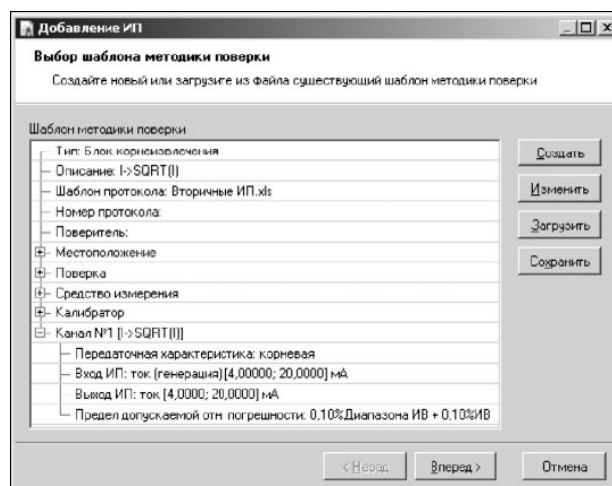 Добавление ИП
Выбор шаблона методики поверки
Создайте новый или загрузите из файла существующий шаблон методики поверки
Шаблон методики поверки
Тип: Блок корнеизвлечения
Описание: I->SQRT(I)
Шаблон протокола: Вторичные ИП.xls
Номер протокола:
Поверитель:
Местоположение
Поверка
Средство измерения
Калибратор
Канал №1 [I->SQRT(I)]
Передаточная характеристика: корневая
Вход ИП: ток (генерация) [4,00000; 20,0000] мА
Выход ИП: ток [4,0000; 20,0000] мА
Предел допускаемой отн. погрешности: 0,10%Диапазона ИВ + 0,10%ИВ
Создать
Изменить
Загрузить
Сохранить
< Назад
Вперед >
Отмена